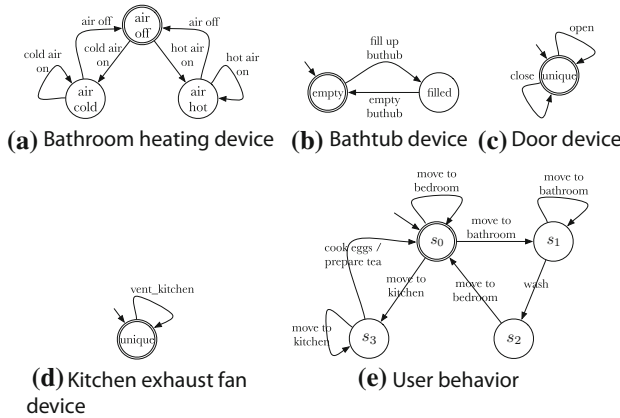 air
off
air off
air off
cold air
on
cold air
on
hot air
on
hot air
on
air
cold
air
hot
(a) Bathroom heating device
fill up
buthub
empty
filled
empty
buthub
(b) Bathtub device
open
unique
close
(c) Door device
vent_kitchen
unique
(d) Kitchen exhaust fan
device
move to
bedroom
move to
bathroom
s0
move to
bathroom
s1
cook eggs /
prepare tea
move to
kitchen
move to
bedroom
wash
move to
kitchen
s3
s2
(e) User behavior